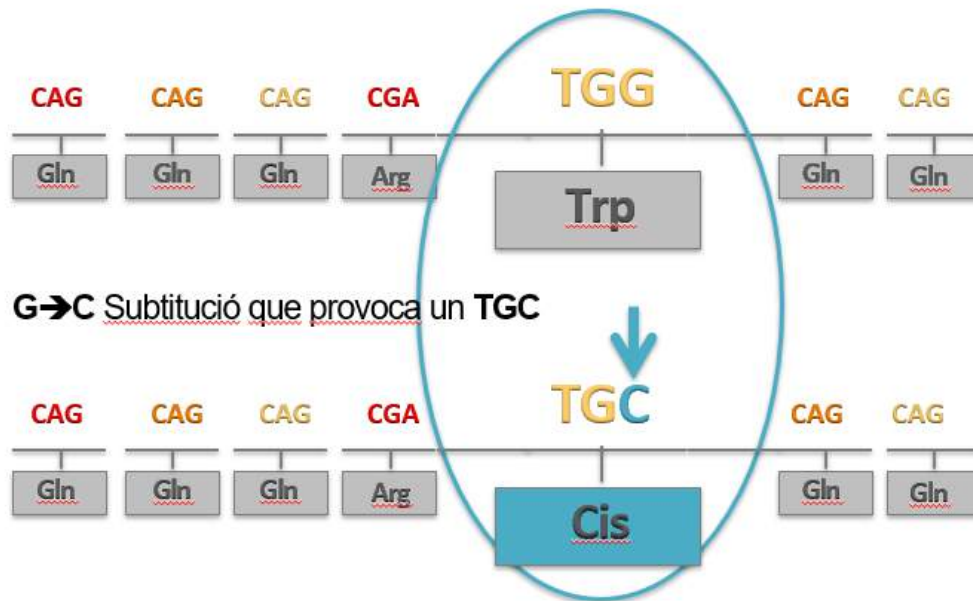 CAG CAG CAG CGA TGG CAG CAG
Gln Gln Gln Arg Trp Gln Gln
G➔C Subtitució que provoca un TGC
CAG CAG CAG CGA TGC CAG CAG
Gln Gln Gln Arg Cis Gln Gln